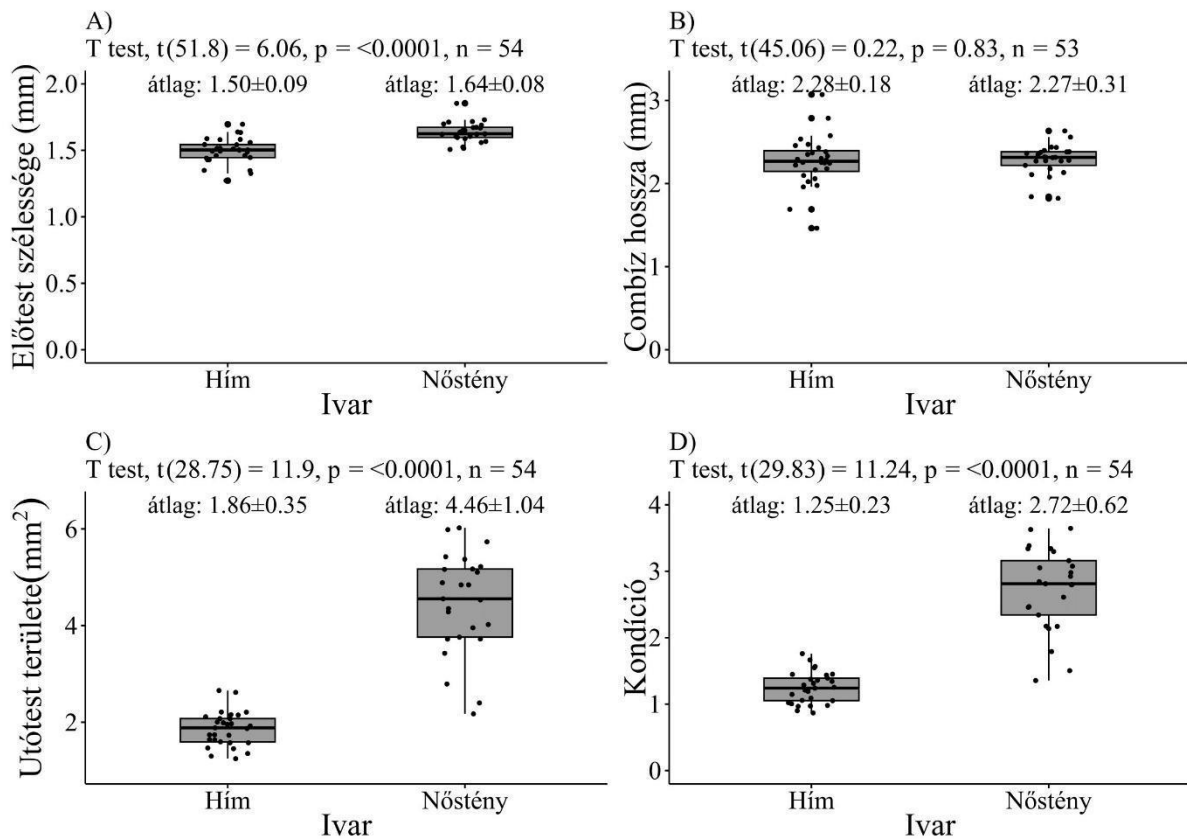 A)
T test, t(51.8) = 6.06, p = <0.0001, n = 54
átlag: 1.50±0.09 átlag: 1.64±0.08
2.0
1.5
1.0
0.5
0.0
Előtest szélessége (mm)
Hím Nőstény
Ivar
B)
T test, t(45.06) = 0.22, p = 0.83, n = 53
átlag: 2.28±0.18 átlag: 2.27±0.31
3
2
1
0
Combíz hossza (mm)
Hím Nőstény
Ivar
C)
T test, t(28.75) = 11.9, p = <0.0001, n = 54
átlag: 1.86±0.35 átlag: 4.46±1.04
6
4
2
Utótest területe(mm²)
Hím Nőstény
Ivar
D)
T test, t(29.83) = 11.24, p = <0.0001, n = 54
átlag: 1.25±0.23 átlag: 2.72±0.62
4
3
2
1
0
Kondíció
Hím Nőstény
Ivar